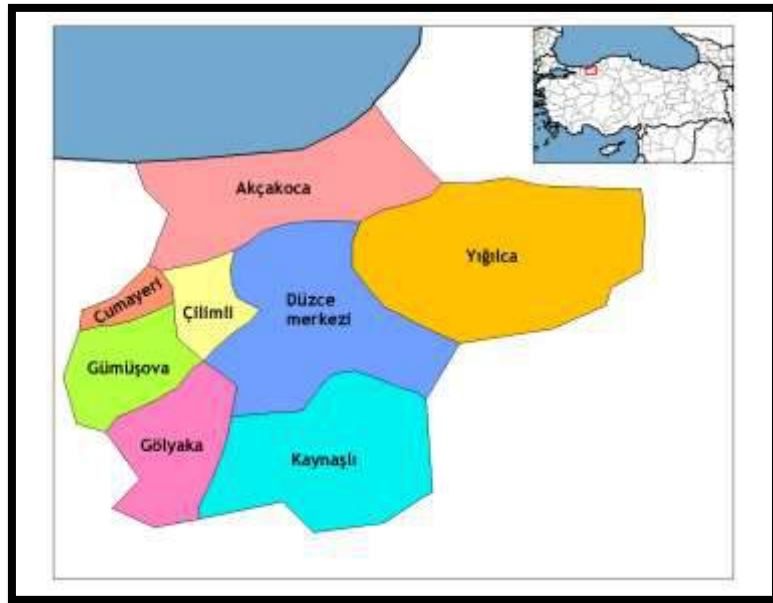 Akçakoca
Yığılca
Cumayeri
Çilimli
Düzce
merkezi
Gümüşova
Gölyaka
Kaynaşlı